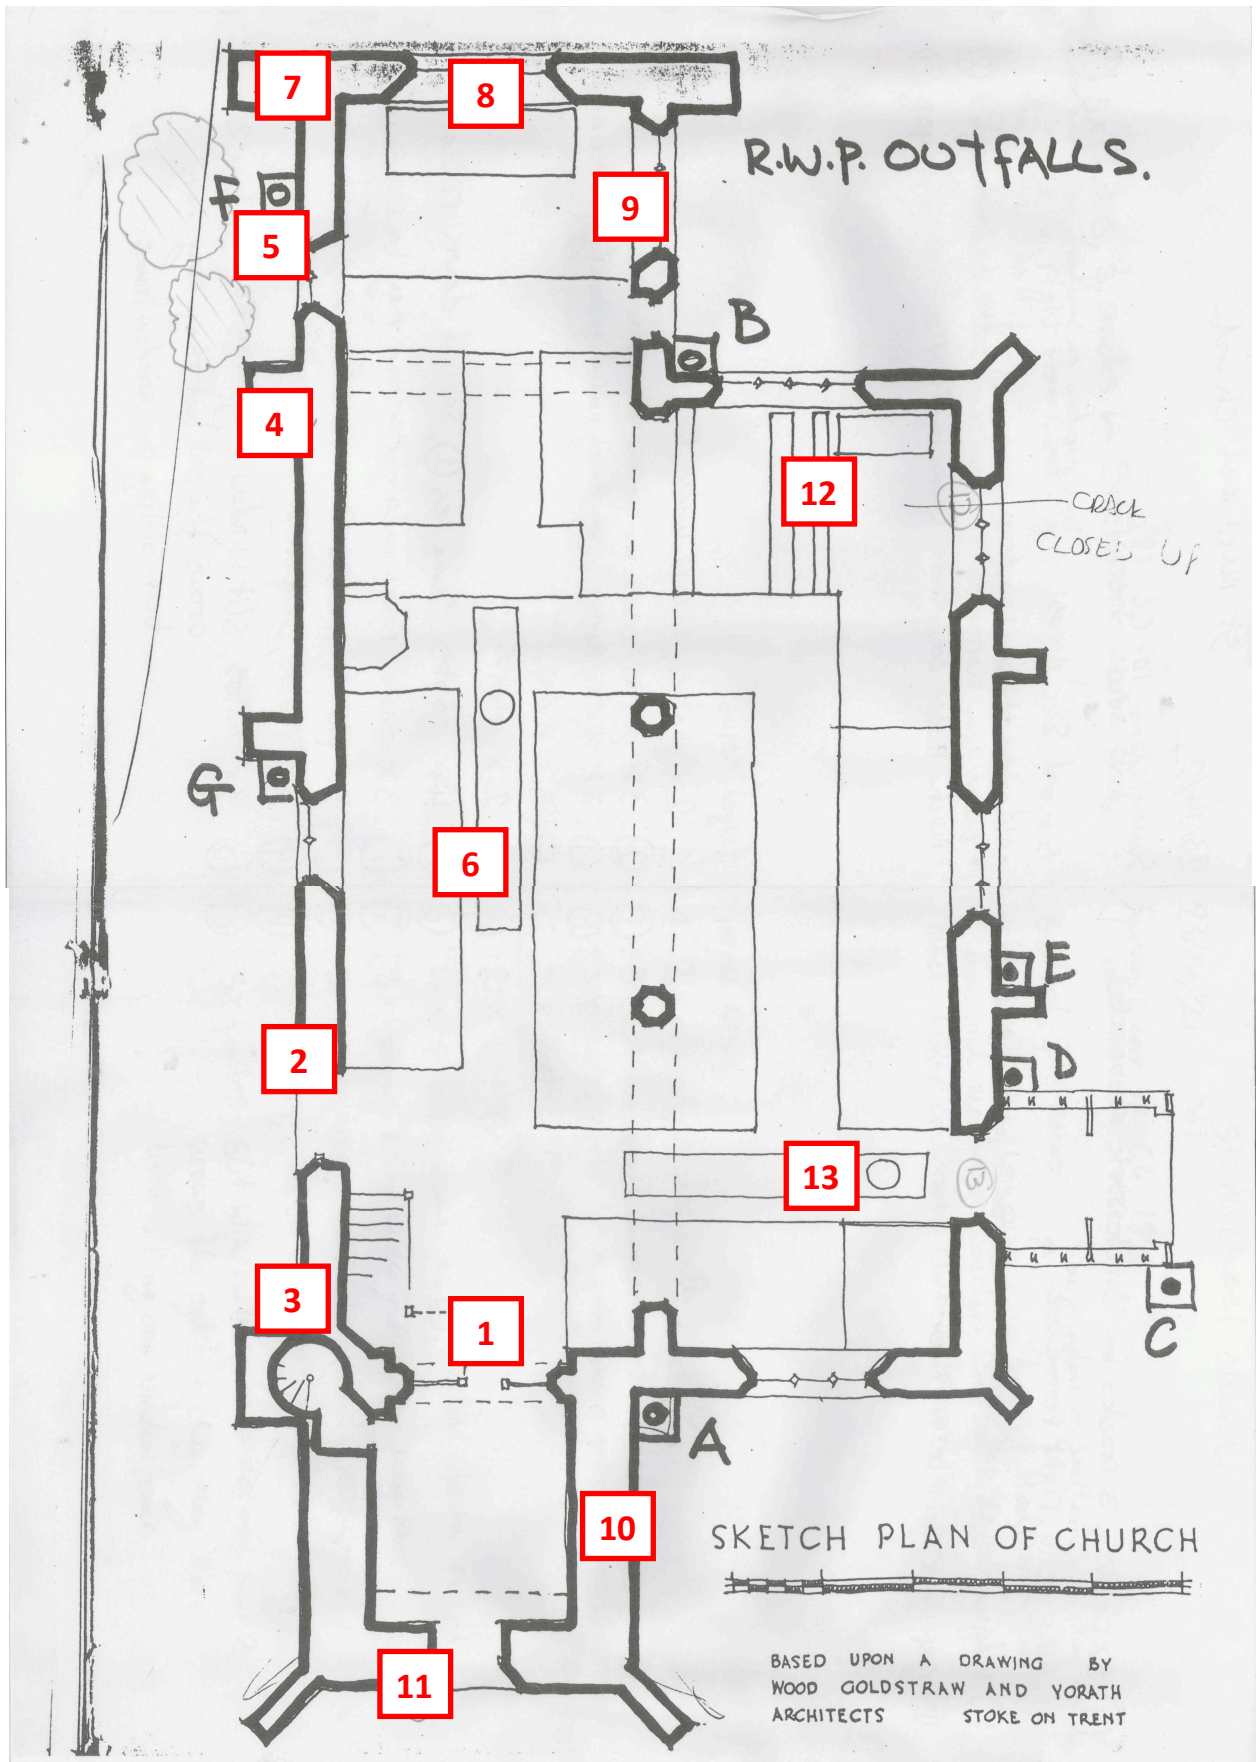 7
8
R.W.P. OUTFALLS.
F
9
5
B
4
12
CRACK
CLOSED UP
G
6
E
2
D
13
3
1
C
A
10
SKETCH PLAN OF CHURCH
11
BASED UPON A DRAWING BY
WOOD GOLDSTRAW AND YORATH
ARCHITECTS STOKE ON TRENT